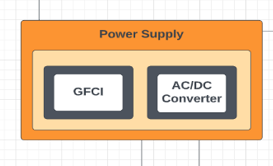 Power Supply
GFCI
AC/DC
Converter